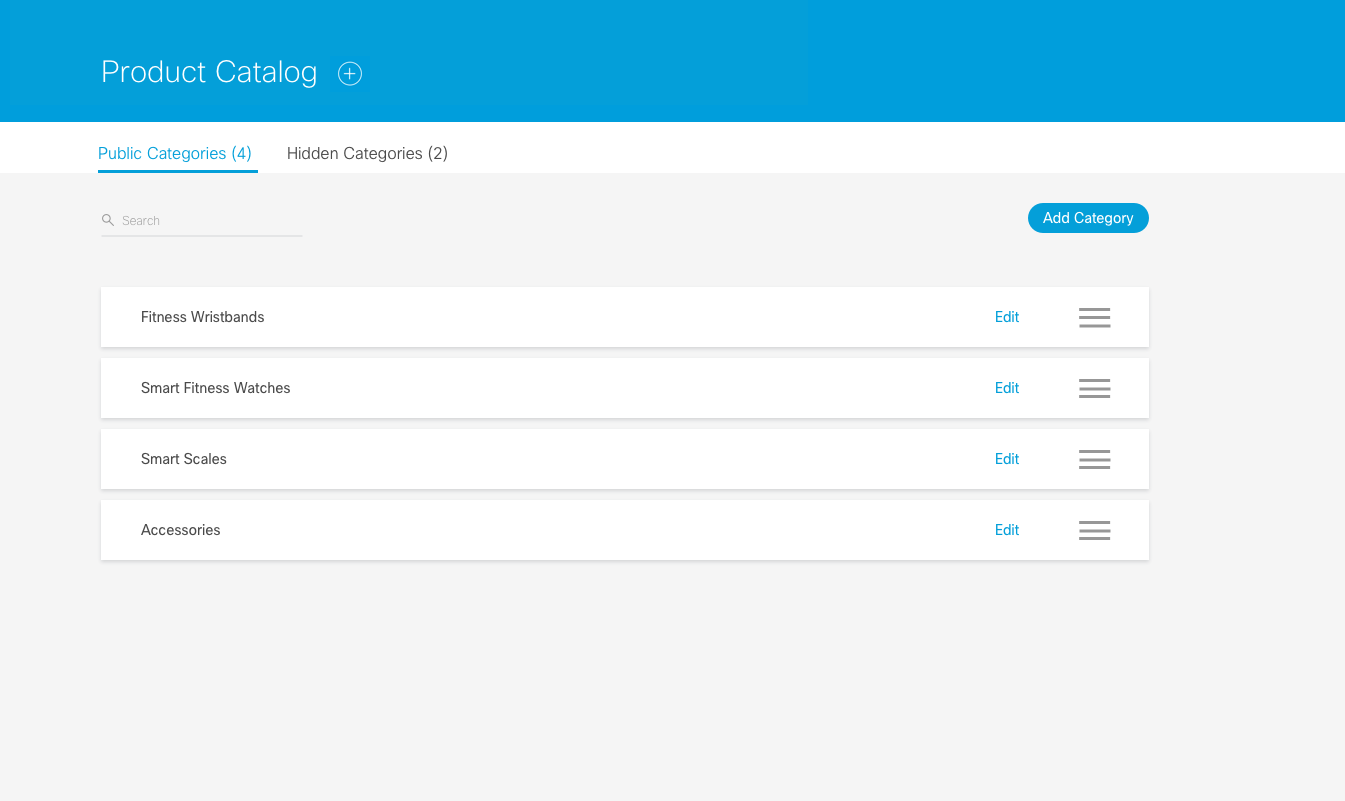 Product Catalog
Public Categories (4) Hidden Categories (2)
Search
Add Category
Fitness Wristbands Edit
Smart Fitness Watches Edit
Smart Scales Edit
Accessories Edit